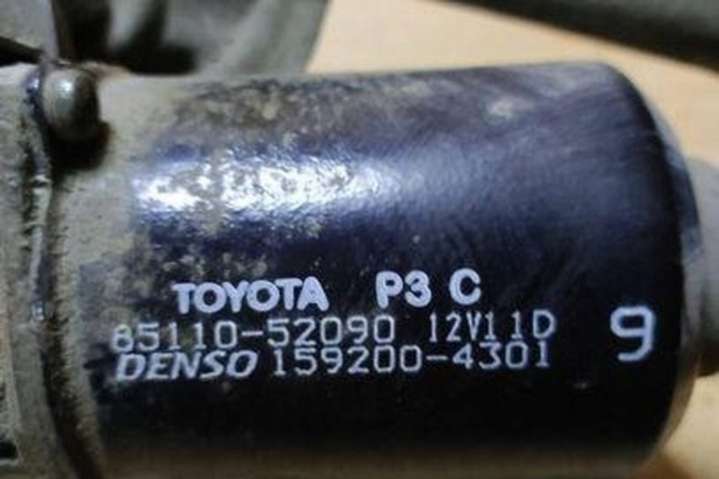 TOYOTA P3 C
85110-52090 12V11D
DENSO 159200-4301
9